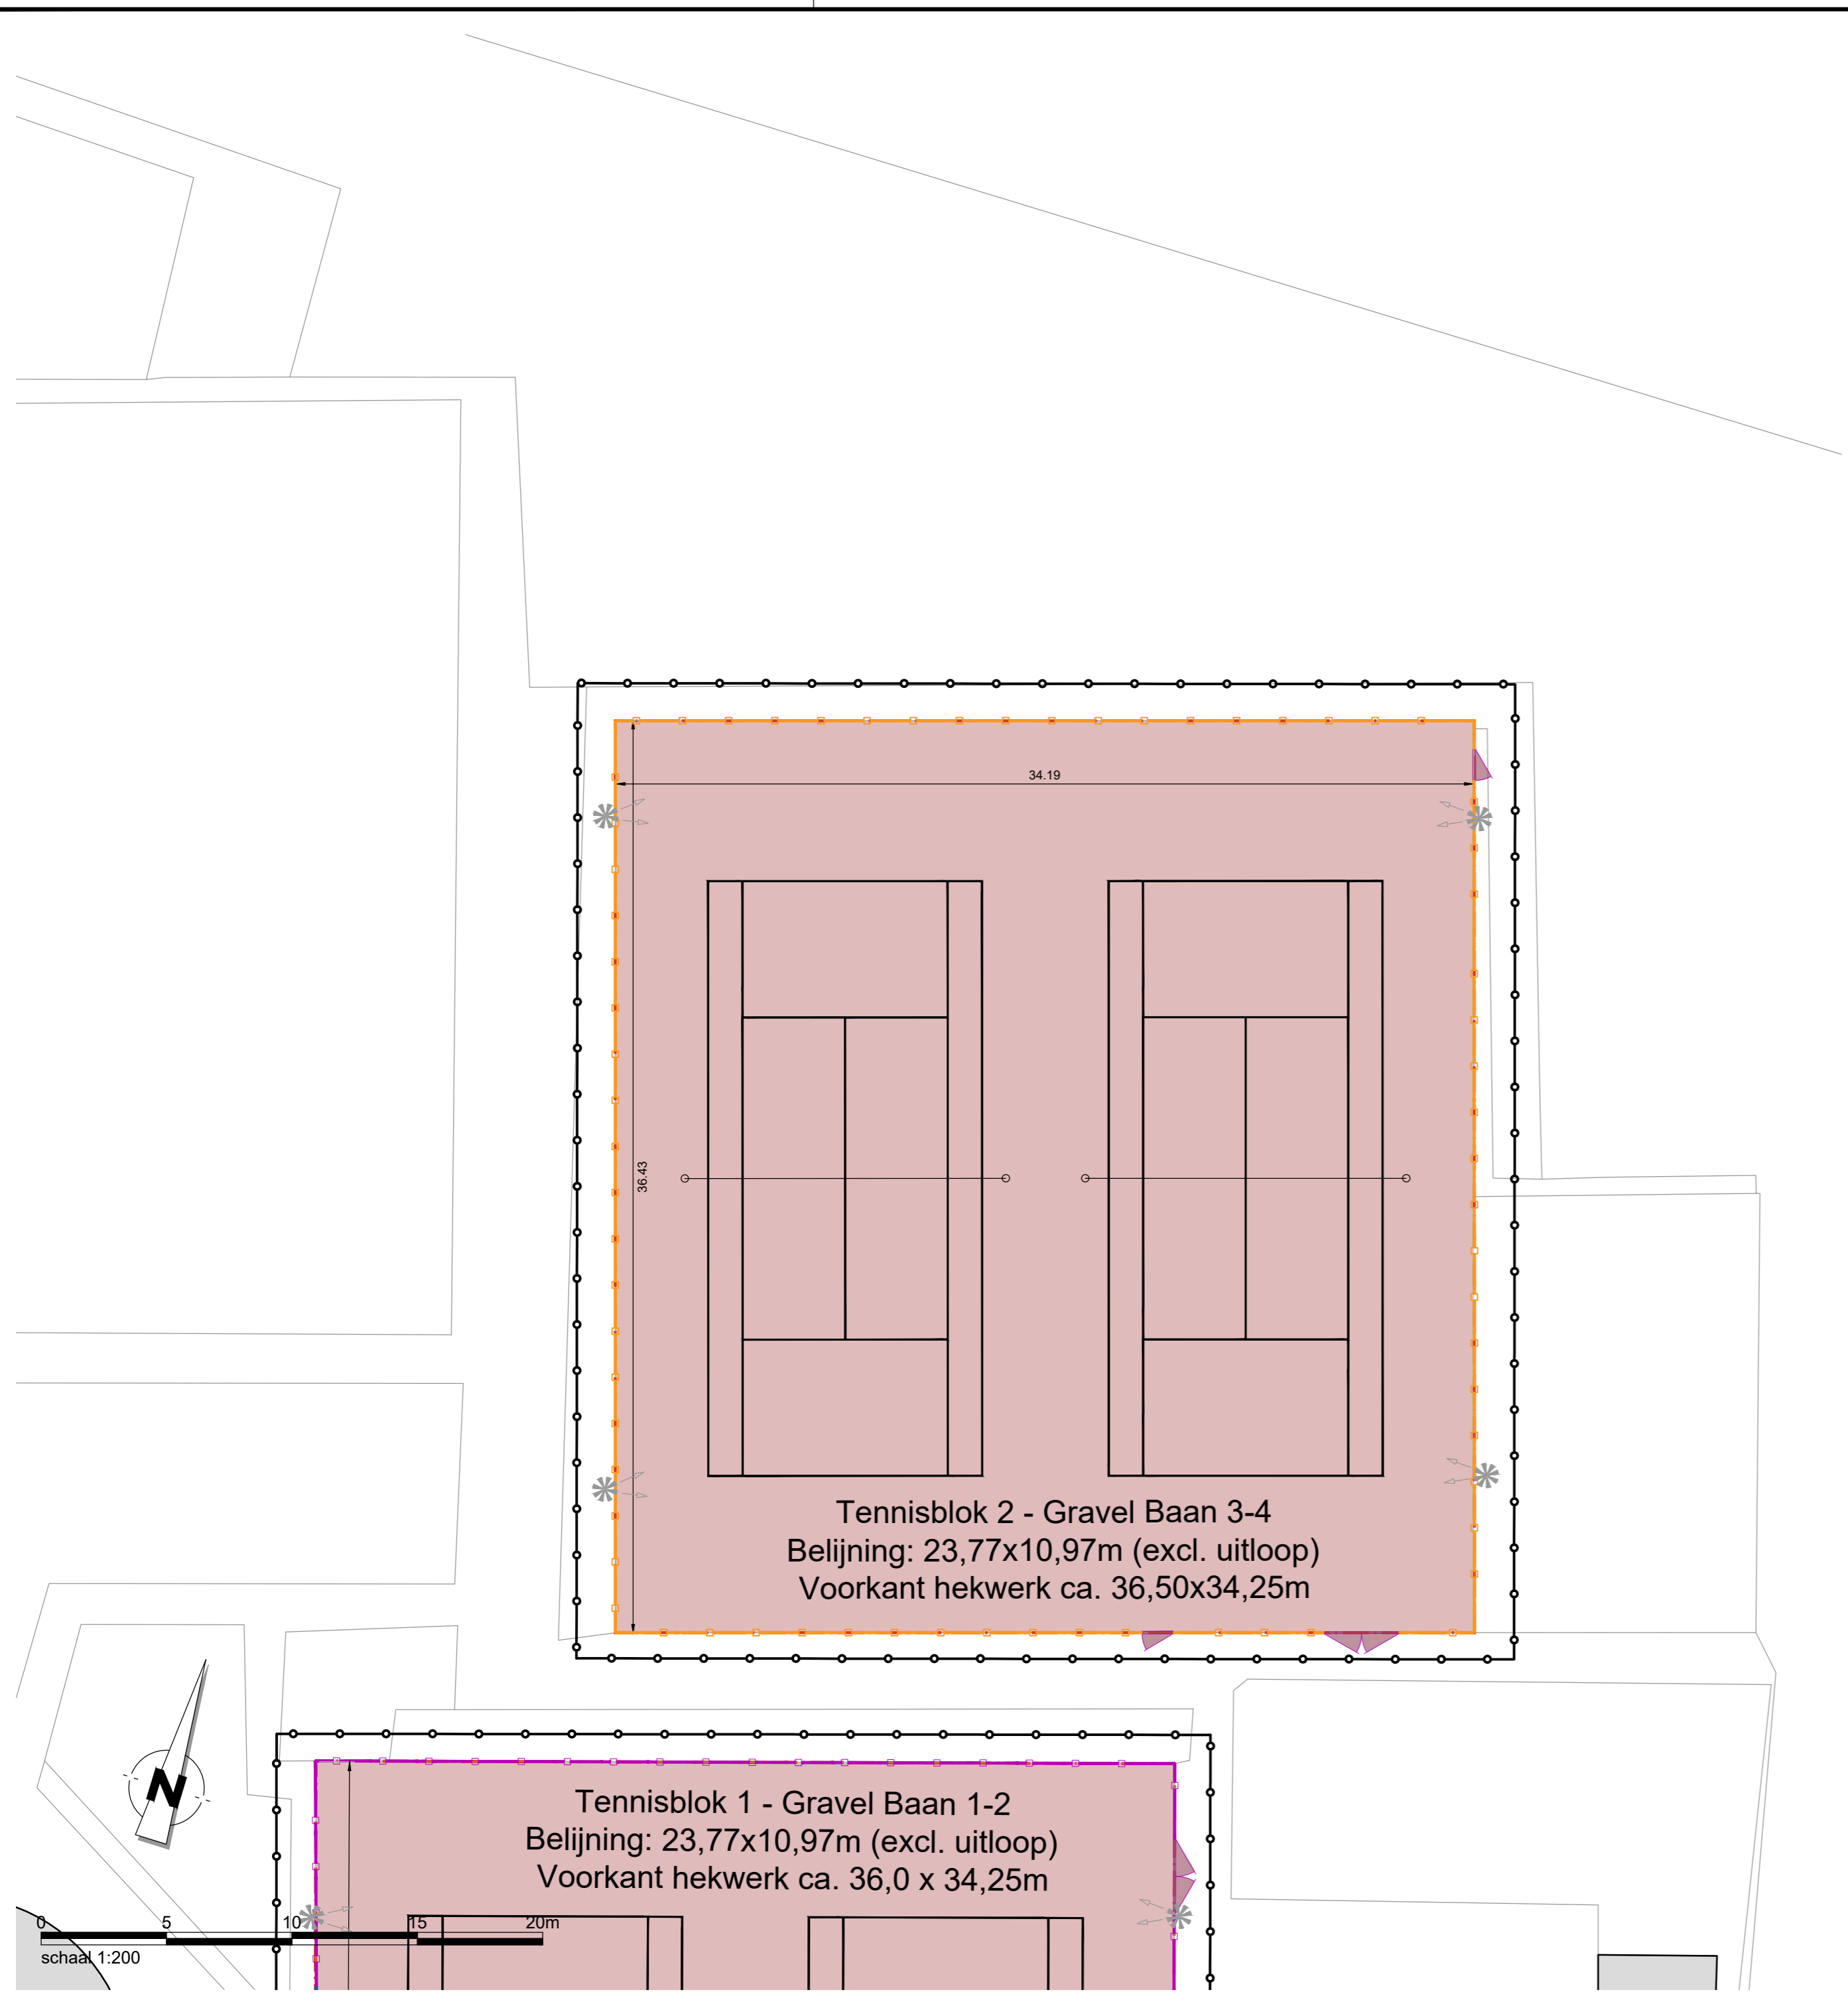 34.19
36.43
Tennisblok 2 - Gravel Baan 3-4
Belijning: 23,77x10,97m (excl. uitloop)
Voorkant hekwerk ca. 36,50x34,25m
N
Tennisblok 1 - Gravel Baan 1-2
Belijning: 23,77x10,97m (excl. uitloop)
Voorkant hekwerk ca. 36,0 x 34,25m
0 5 10 15 20m
schaal 1:200